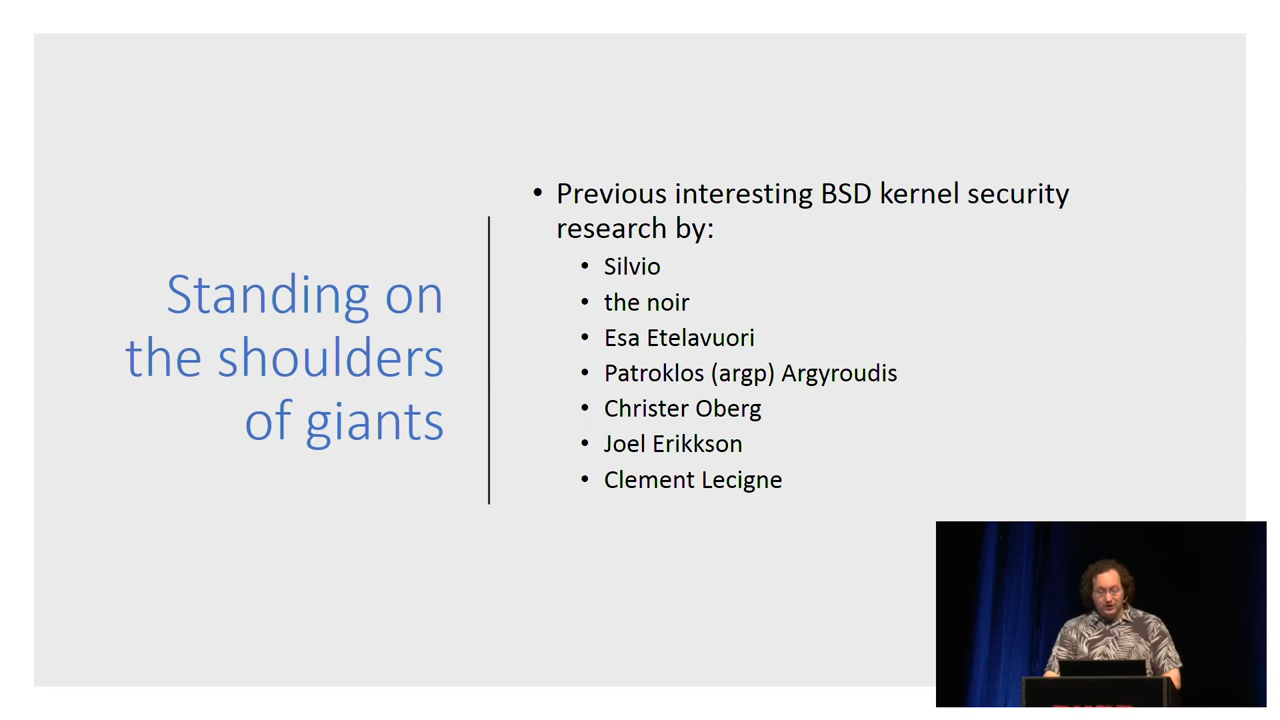 Standing on
the shoulders
of giants
• Previous interesting BSD kernel security
research by:
• Silvio
• the noir
• Esa Etelavuori
• Patroklos (argp) Argyroudis
• Christer Oberg
• Joel Erikkson
• Clement Lecigne